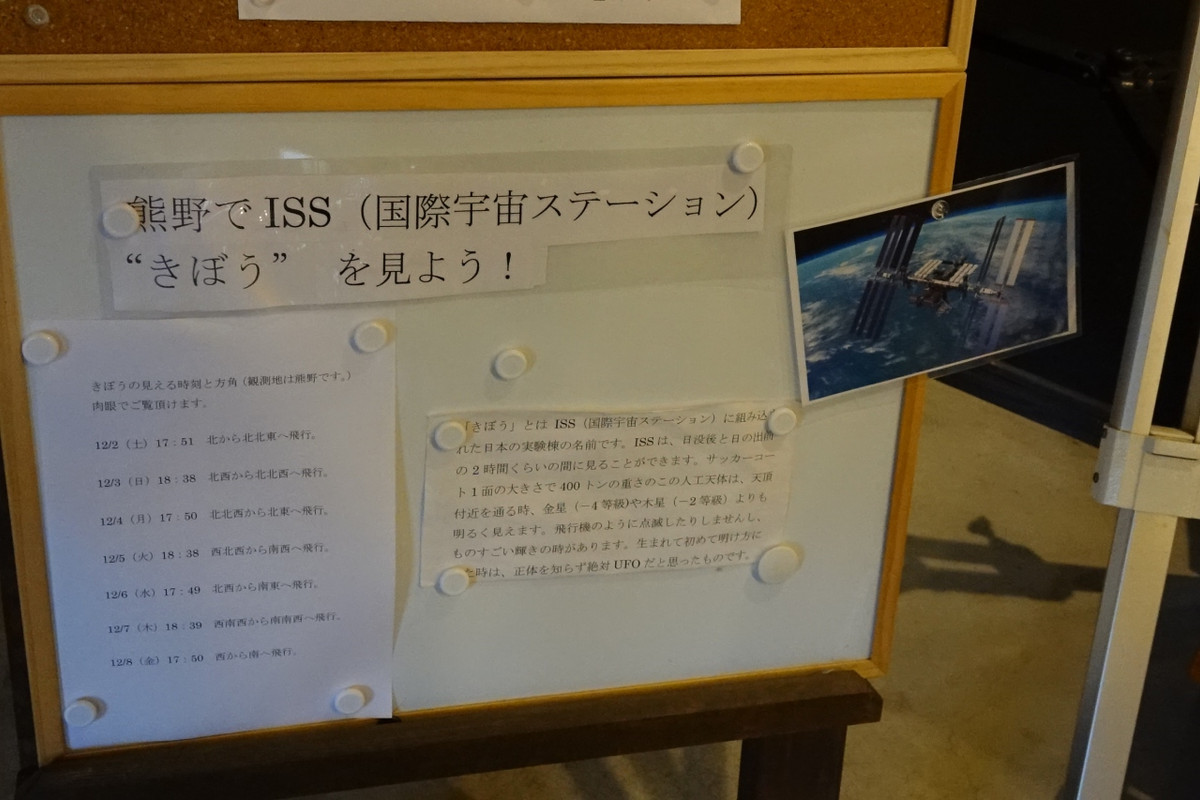 熊野でISS（国際宇宙ステーション）
“きぼう”　を見よう！
きぼうの見える時刻と方角（観測地は熊野です。）
肉眼でご覧頂けます。
12/2（土）17：51　北から北北東へ飛行。
12/3（日）18：38　北西から北北西へ飛行。
12/4（月）17：50　北北西から北東へ飛行。
12/5（火）18：38　西北西から南西へ飛行。
12/6（水）17：49　北西から南東へ飛行。
12/7（木）18：39　西南西から南南西へ飛行。
12/8（金）17：50　西から南へ飛行。
「きぼう」とは ISS（国際宇宙ステーション）に組み込
れた日本の実験棟の名前です。ISSは、日没後と日の出前
の2時間くらいの間に見ることができます。サッカーコー
ト1面の大きさで400トンの重さのこの人工天体は、天頂
付近を通る時、金星（－4等級)や木星（－2等級）よりも
明るく見えます。飛行機のように点滅したりしませんし、
ものすごい輝きの時があります。生まれて初めて明け方に
時は、正体を知らず絶対UFOだと思ったものです。